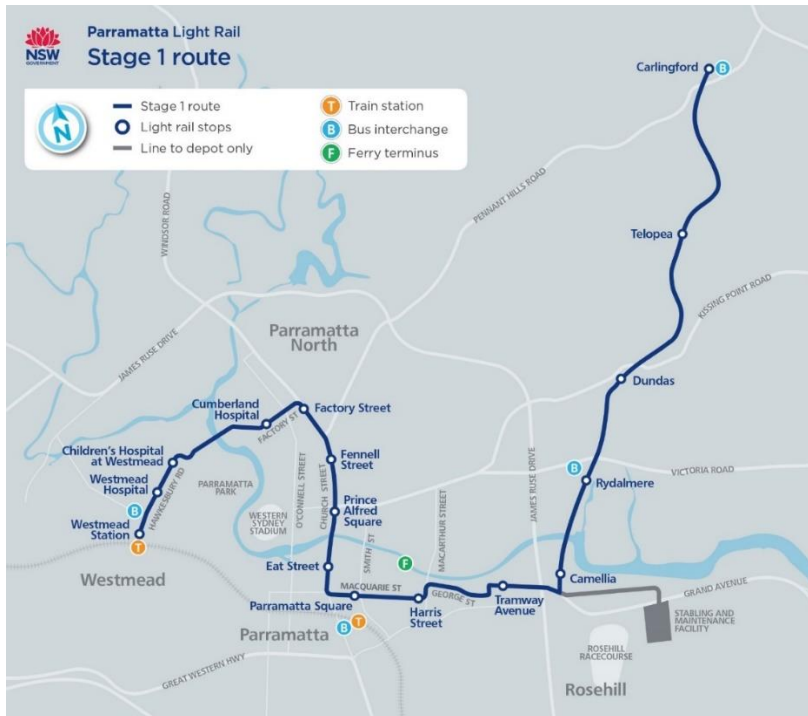 NSW
GOVERNMENT
Parramatta Light Rail
Stage 1 route
N
Stage 1 route
Light rail stops
Line to depot only
T Train station
B Bus interchange
F Ferry terminus
Carlingford
B
WINDSOR ROAD
PENNANT HILLS ROAD
Telopea
KISSING POINT ROAD
JAMES RUSE DRIVE
Parramatta
North
Dundas
Cumberland
Hospital
Factory Street
FACTORY ST
Children's Hospital
at Westmead
Fennell
Street
O'CONNELL STREET
CHURCH STREET
Westmead
Hospital
HAWKESBURY RD
PARRAMATTA
PARK
B
VICTORIA ROAD
Rydalmere
JAMES RUSE DRIVE
B
Prince
Alfred
Square
MACARTHUR STREET
Westmead
Station
T
WESTERN
SYDNEY
STADIUM
SMITH ST
F
Westmead
Eat Street
Camellia
MACQUARIE ST
GEORGE ST
GRAND AVENUE
Parramatta Square
Harris
Street
Tramway
Avenue
STABLING AND
MAINTENANCE
FACILITY
Parramatta
B
T
ROSEHILL
RACECOURSE
GREAT WESTERN HWY
Rosehill